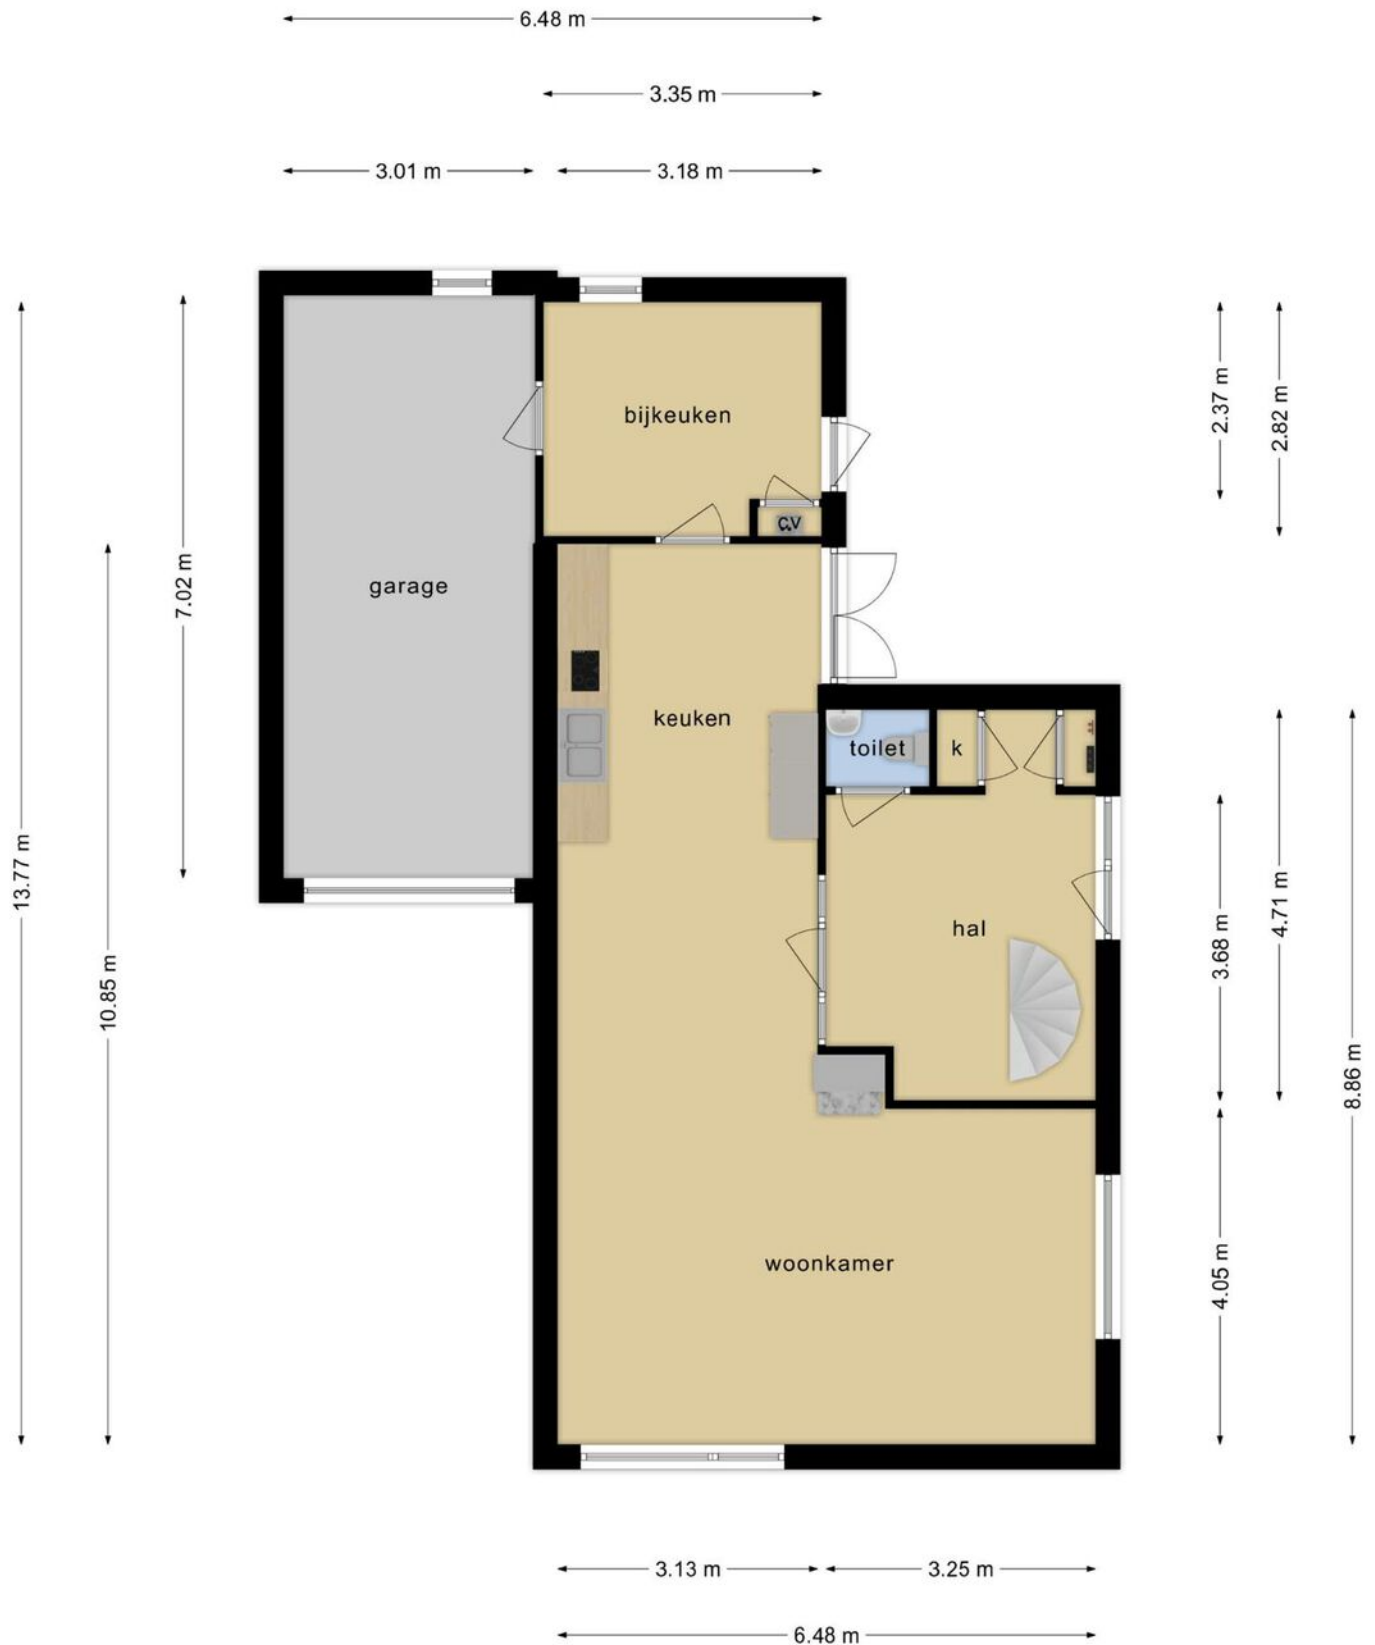 6.48 m
3.35 m
3.01 m
3.18 m
2.37 m
2.82 m
bijkeuken
CV
7.02 m
garage
keuken
toilet
k
13.77 m
hal
3.68 m
4.71 m
10.85 m
8.86 m
woonkamer
4.05 m
3.13 m
3.25 m
6.48 m